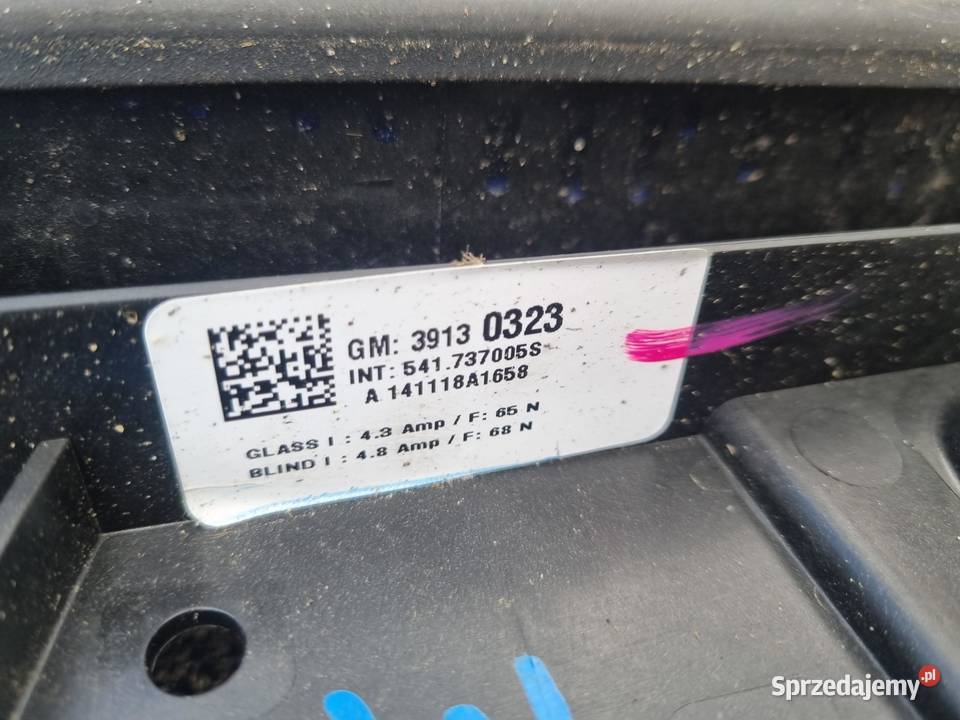 GM: 3913 0323
INT: 541.737005S
A 141118A1658
GLASS I : 4.3 Amp / F: 65 N
BLIND I : 4.8 Amp / F: 68 N
Sprzedajemy.pl